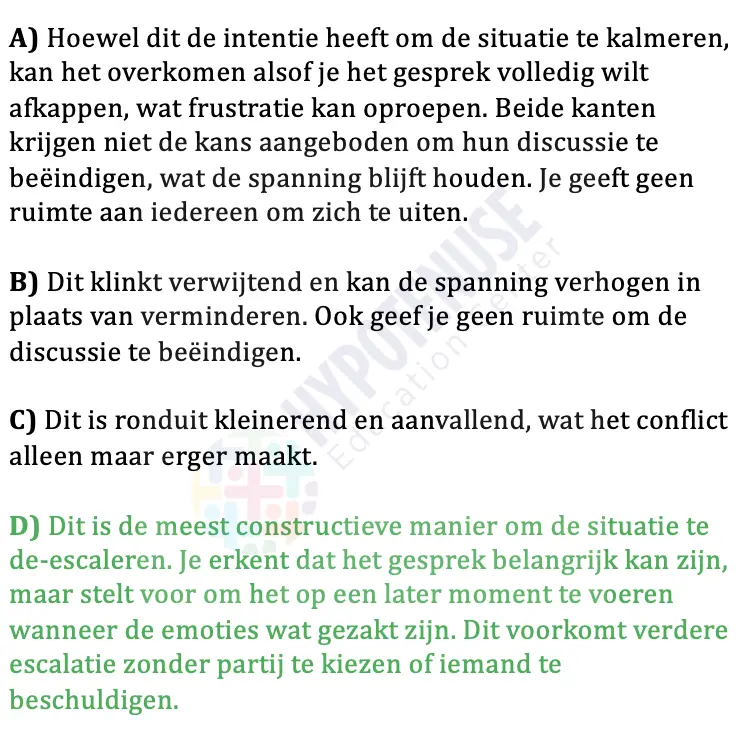 A) Hoewel dit de intentie heeft om de situatie te kalmeren,
kan het overkomen alsof je het gesprek volledig wilt
afkappen, wat frustratie kan oproepen. Beide kanten
krijgen niet de kans aangeboden om hun discussie te
beëindigen, wat de spanning blijft houden. Je geeft geen
ruimte aan iedereen om zich te uiten.
B) Dit klinkt verwijtend en kan de spanning verhogen in
plaats van verminderen. Ook geef je geen ruimte om de
discussie te beëindigen.
C) Dit is ronduit kleinerend en aanvallend, wat het conflict
alleen maar erger maakt.
D) Dit is de meest constructieve manier om de situatie te
de-escaleren. Je erkent dat het gesprek belangrijk kan zijn,
maar stelt voor om het op een later moment te voeren
wanneer de emoties wat gezakt zijn. Dit voorkomt verdere
escalatie zonder partij te kiezen of iemand te
beschuldigen.
HYPOTENUSE
Education Center